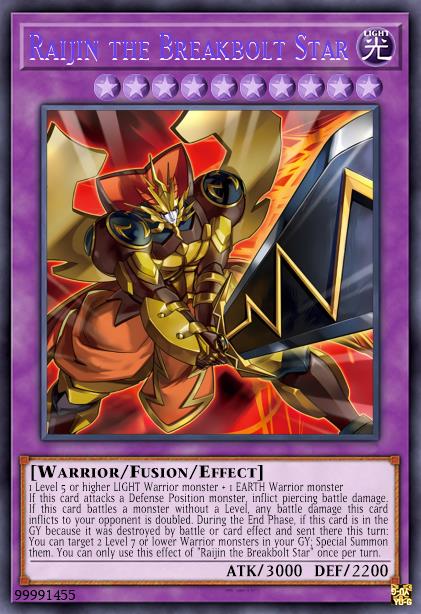 Raijin the Breakbolt Star
LIGHT
光
[Warrior/Fusion/Effect]
1 Level 5 or higher LIGHT Warrior monster + 1 EARTH Warrior monster
If this card attacks a Defense Position monster, inflict piercing battle damage.
If this card battles a monster without a Level, any battle damage this card
inflicts to your opponent is doubled. During the End Phase, if this card is in the
GY because it was destroyed by battle or card effect and sent there this turn:
You can target 2 Level 7 or lower Warrior monsters in your GY; Special Summon
them. You can only use this effect of "Raijin the Breakbolt Star" once per turn.
ATK/3000 DEF/2200
99991455